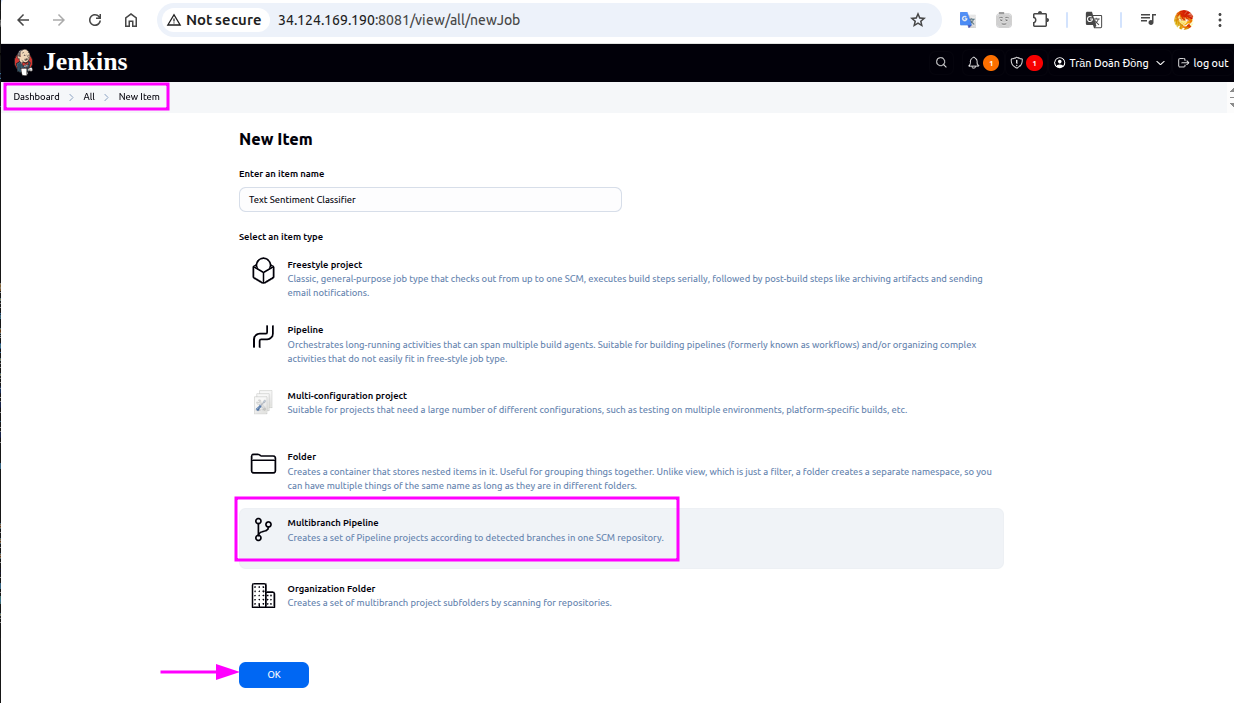 Not secure 34.124.169.190:8081/view/all/newJob
Jenkins 1 1 Trần Doãn Đồng log out
Dashboard All New Item
New Item
Enter an item name
Text Sentiment Classifier
Select an item type
Freestyle project
Classic, general-purpose job type that checks out from up to one SCM, executes build steps serially, followed by post-build steps like archiving artifacts and sending
email notifications.
Pipeline
Orchestrates long-running activities that can span multiple build agents. Suitable for building pipelines (formerly known as workflows) and/or organizing complex
activities that do not easily fit in free-style job type.
Multi-configuration project
Suitable for projects that need a large number of different configurations, such as testing on multiple environments, platform-specific builds, etc.
Folder
Creates a container that stores nested items in it. Useful for grouping things together. Unlike view, which is just a filter, a folder creates a separate namespace, so you
can have multiple things of the same name as long as they are in different folders.
Multibranch Pipeline
Creates a set of Pipeline projects according to detected branches in one SCM repository.
Organization Folder
Creates a set of multibranch project subfolders by scanning for repositories.
OK